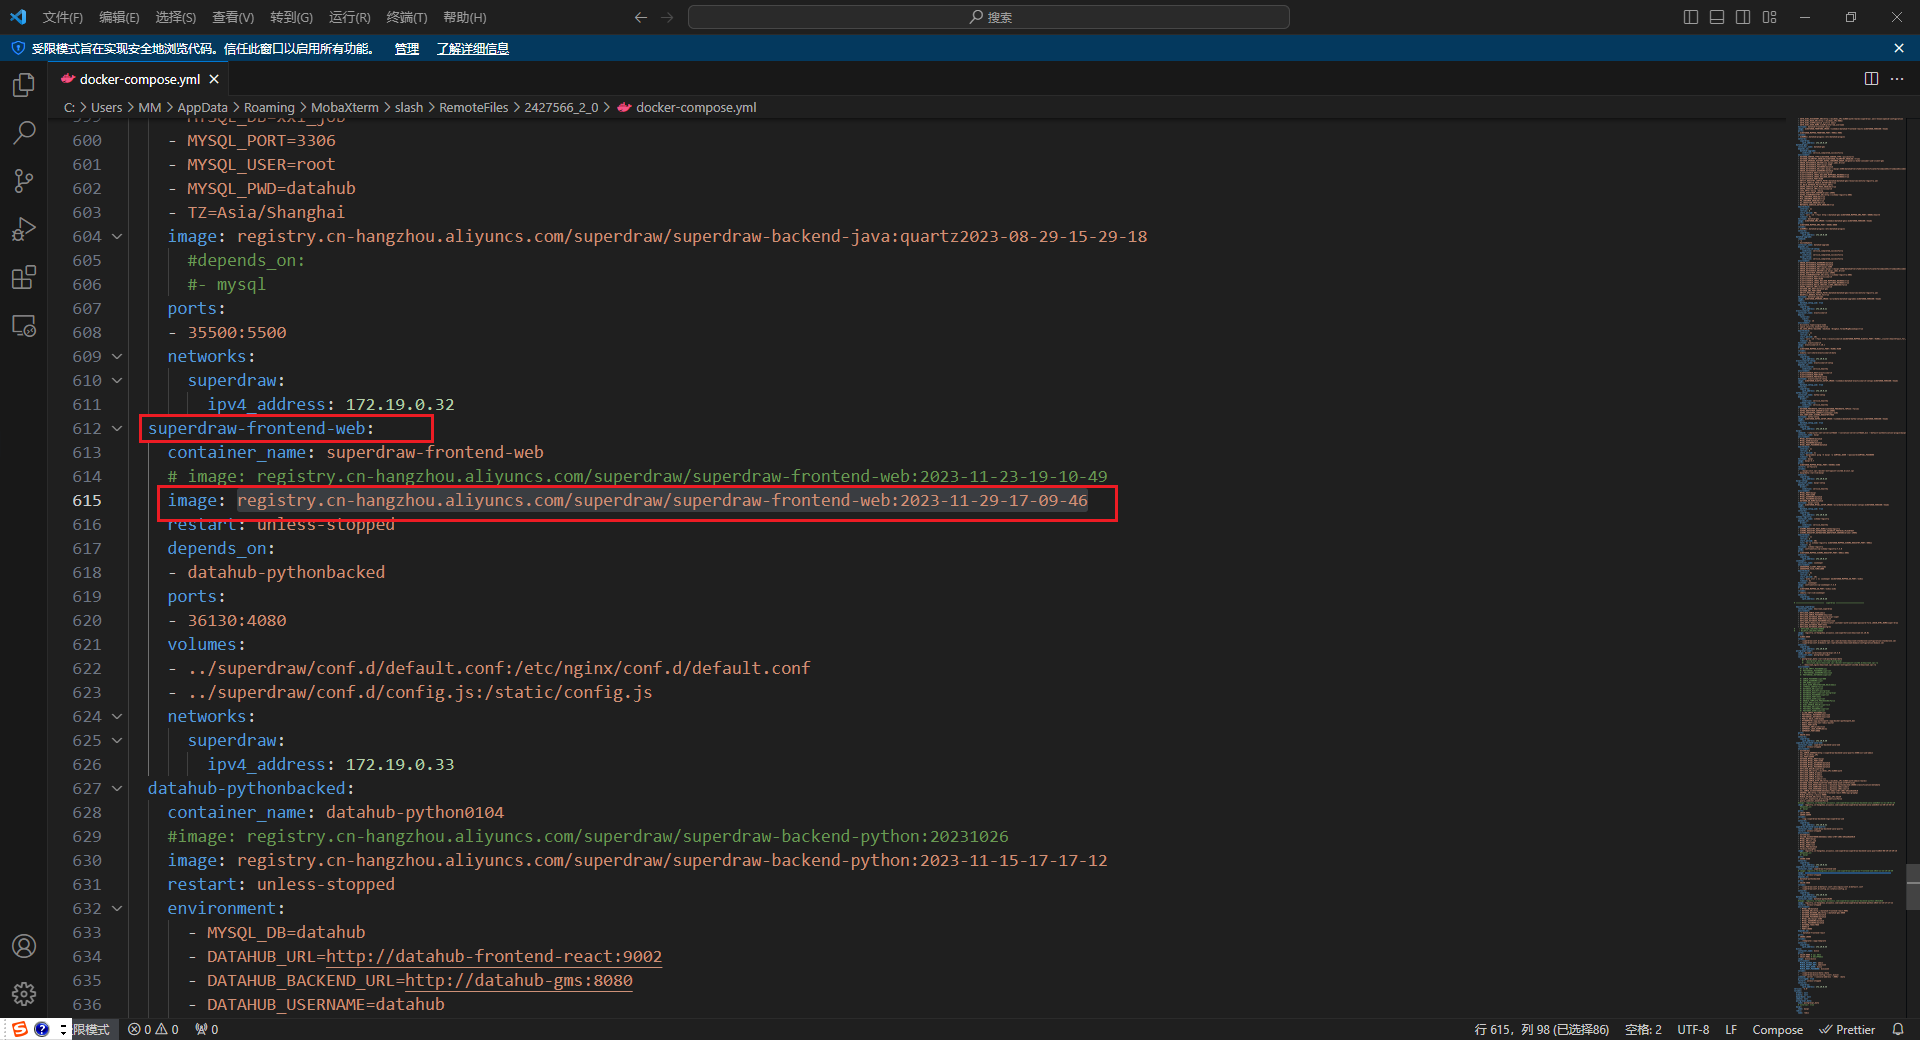 文件(F) 编辑(E) 选择(S) 查看(V) 转到(G) 运行(R) 终端(T) 帮助(H) 搜索
受限模式旨在实现安全地浏览代码。信任此窗口以启用所有功能。 管理 了解详细信息
docker-compose.yml
C: > Users > MM > AppData > Roaming > MobaXterm > slash > RemoteFiles > 2427566_2_0 > docker-compose.yml
599 - MYSQL_DB=xxl_job
600 - MYSQL_PORT=3306
601 - MYSQL_USER=root
602 - MYSQL_PWD=datahub
603 - TZ=Asia/Shanghai
604 image: registry.cn-hangzhou.aliyuncs.com/superdraw/superdraw-backend-java:quartz2023-08-29-15-29-18
605 #depends_on:
606 #- mysql
607 ports:
608 - 35500:5500
609 networks:
610 superdraw:
611 ipv4_address: 172.19.0.32
612 superdraw-frontend-web:
613 container_name: superdraw-frontend-web
614 # image: registry.cn-hangzhou.aliyuncs.com/superdraw/superdraw-frontend-web:2023-11-23-19-10-49
615 image: registry.cn-hangzhou.aliyuncs.com/superdraw/superdraw-frontend-web:2023-11-29-17-09-46
616 restart: unless-stopped
617 depends_on:
618 - datahub-pythonbacked
619 ports:
620 - 36130:4080
621 volumes:
622 - ../superdraw/conf.d/default.conf:/etc/nginx/conf.d/default.conf
623 - ../superdraw/conf.d/config.js:/static/config.js
624 networks:
625 superdraw:
626 ipv4_address: 172.19.0.33
627 datahub-pythonbacked:
628 container_name: datahub-python0104
629 #image: registry.cn-hangzhou.aliyuncs.com/superdraw/superdraw-backend-python:20231026
630 image: registry.cn-hangzhou.aliyuncs.com/superdraw/superdraw-backend-python:2023-11-15-17-17-12
631 restart: unless-stopped
632 environment:
633 - MYSQL_DB=datahub
634 - DATAHUB_URL=http://datahub-frontend-react:9002
635 - DATAHUB_BACKEND_URL=http://datahub-gms:8080
636 - DATAHUB_USERNAME=datahub
限模式 0 0 0 行 615，列 98 (已选择86) 空格: 2 UTF-8 LF Compose Prettier